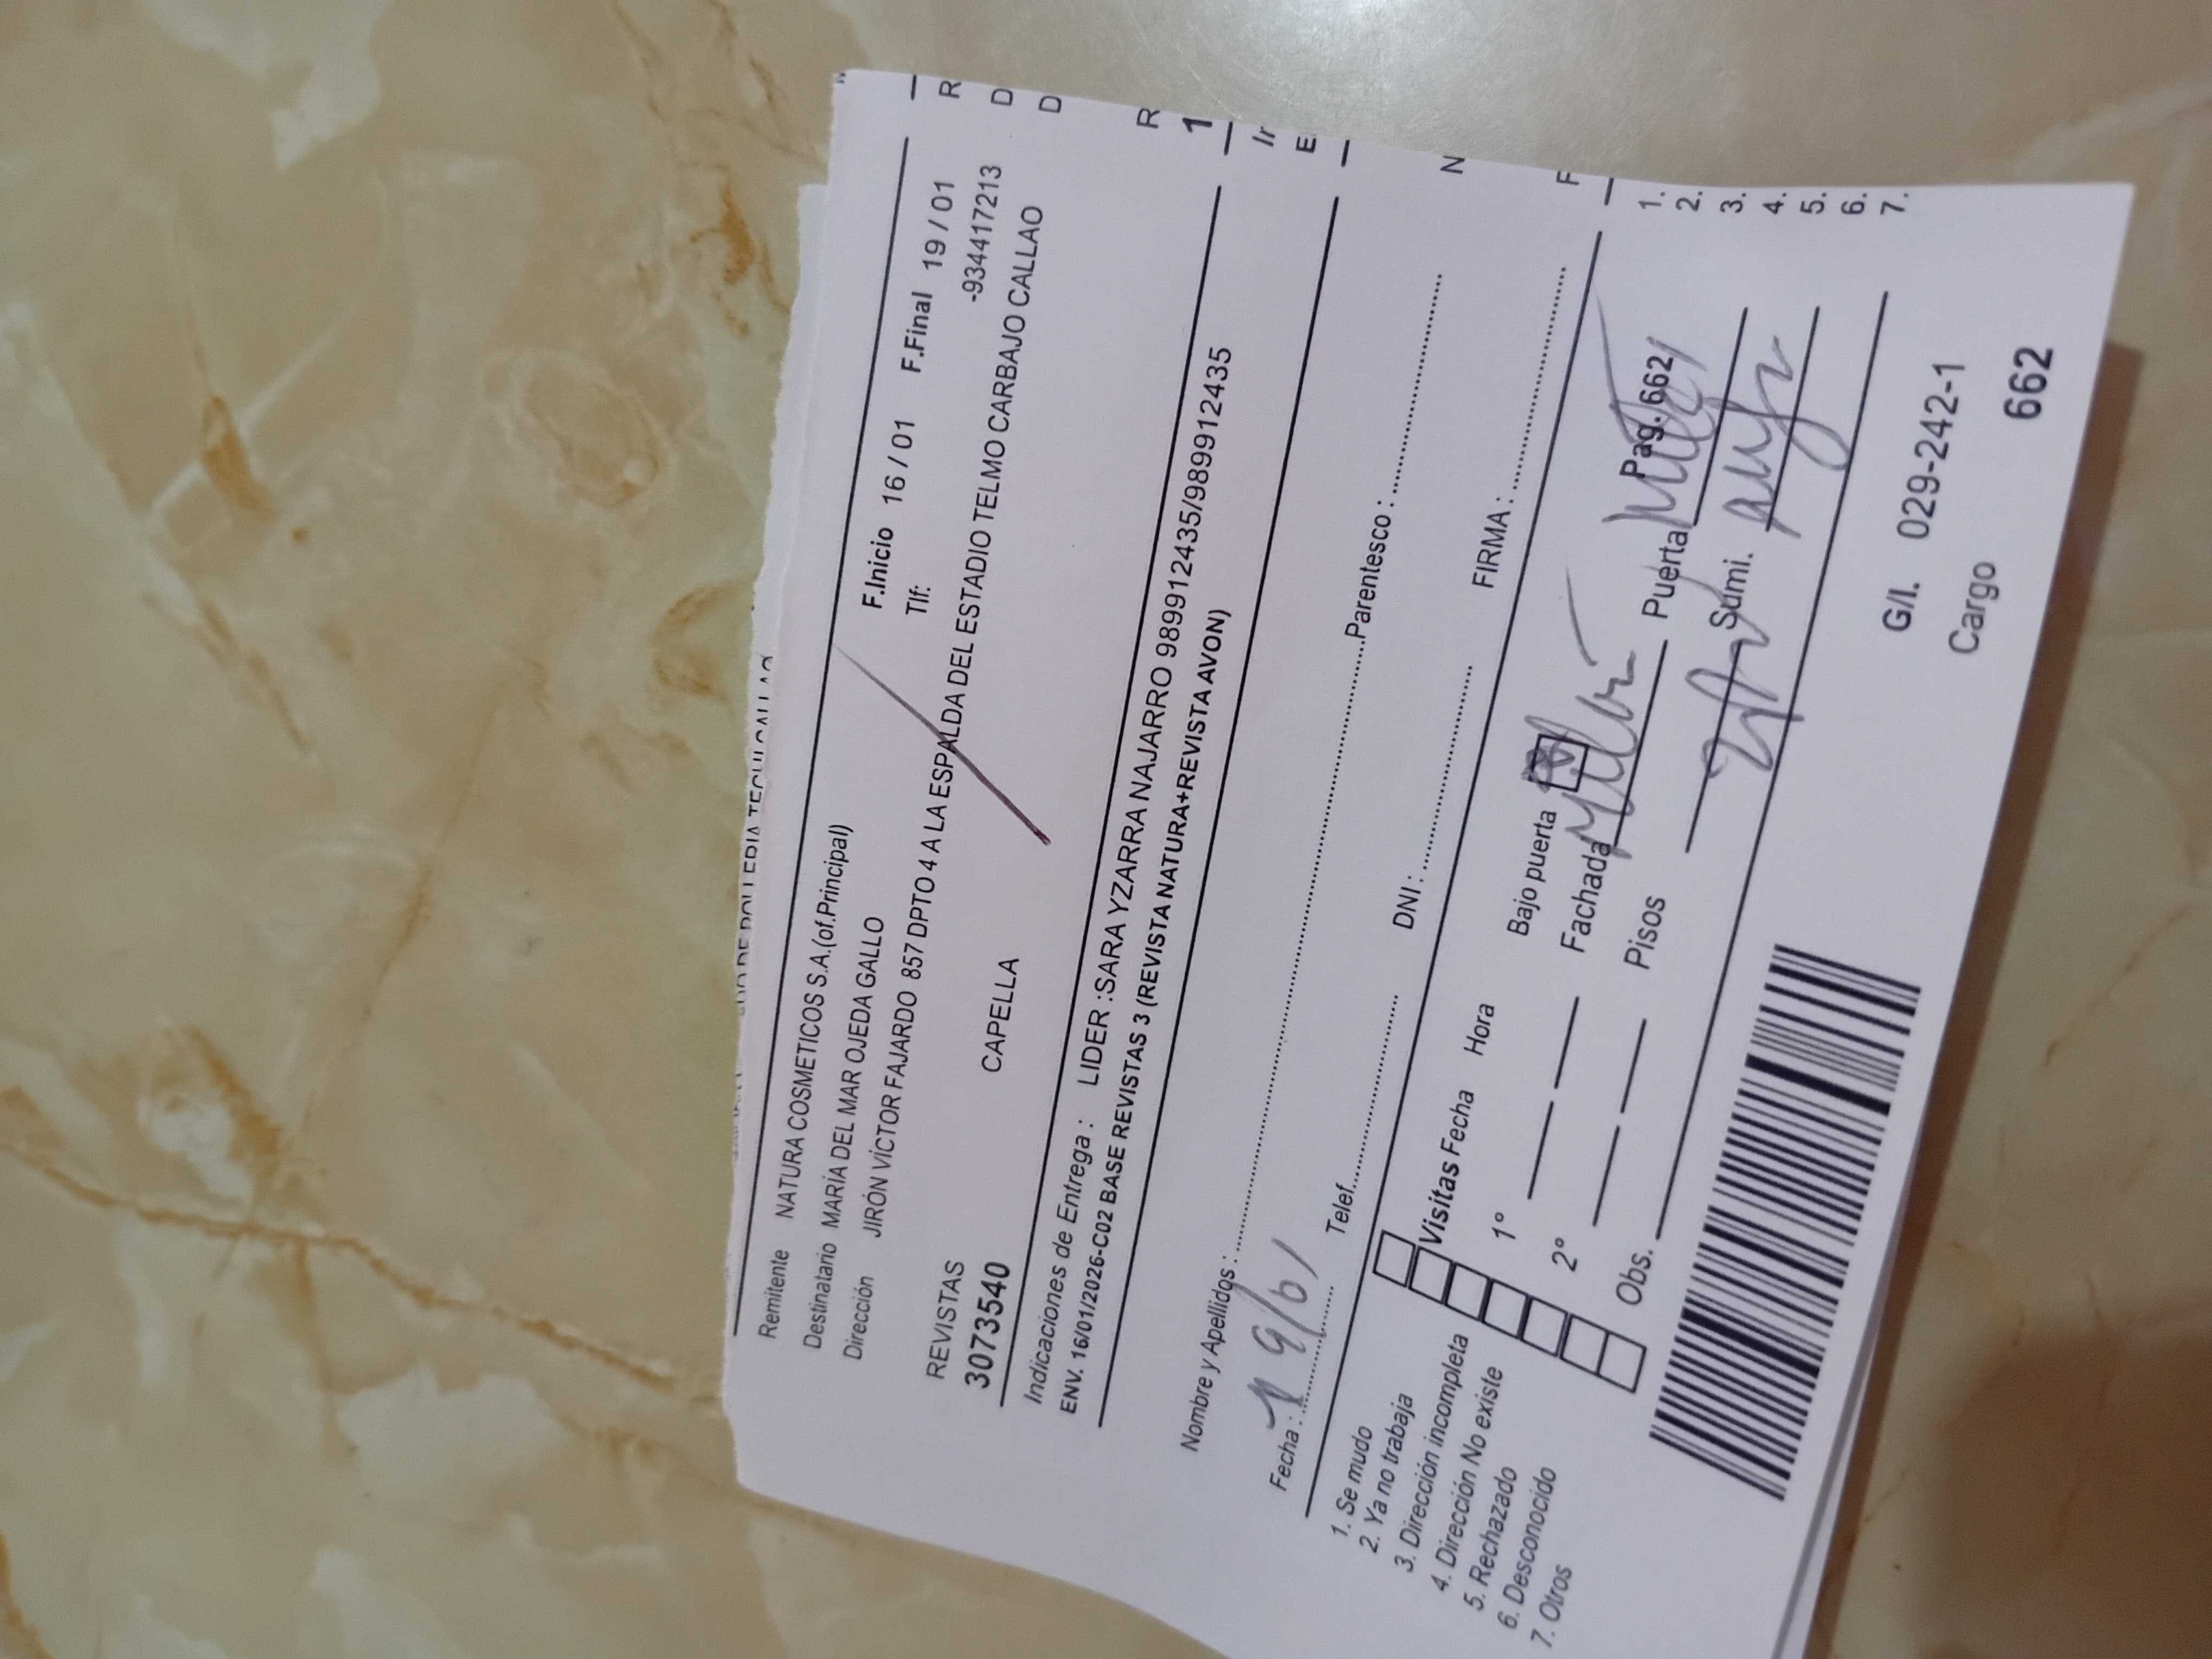 Remitente NATURA COSMETICOS S.A.(of.Principal) F.Inicio 16/01 F.Final 19/01
Destinatario MARÍA DEL MAR OJEDA GALLO Tlf: -934417213
Dirección JIRÓN VÍCTOR FAJARDO 857 DPTO 4 A LA ESPALDA DEL ESTADIO TELMO CARBAJO CALLAO
REVISTAS CAPELLA
3073540
Indicaciones de Entrega : LIDER :SARA YZARRA NAJARRO 989912435/989912435
ENV. 16/01/2026-C02 BASE REVISTAS 3 (REVISTA NATURA+REVISTA AVON)
Nombre y Apellidos : Parentesco :
Fecha : 19/01 Telef. DNI : FIRMA :
1. Se mudo
2. Ya no trabaja
3. Dirección incompleta
4. Dirección No existe
5. Rechazado
6. Desconocido
7. Otros
Visitas Fecha Hora Bajo puerta Pag. 662
1º Fachada Puerta
2º Pisos Sumi.
Obs.
G/I. 029-242-1
Cargo 662
R
D
D
R
1
E
N
F
1.
2.
3.
4.
5.
6.
7.